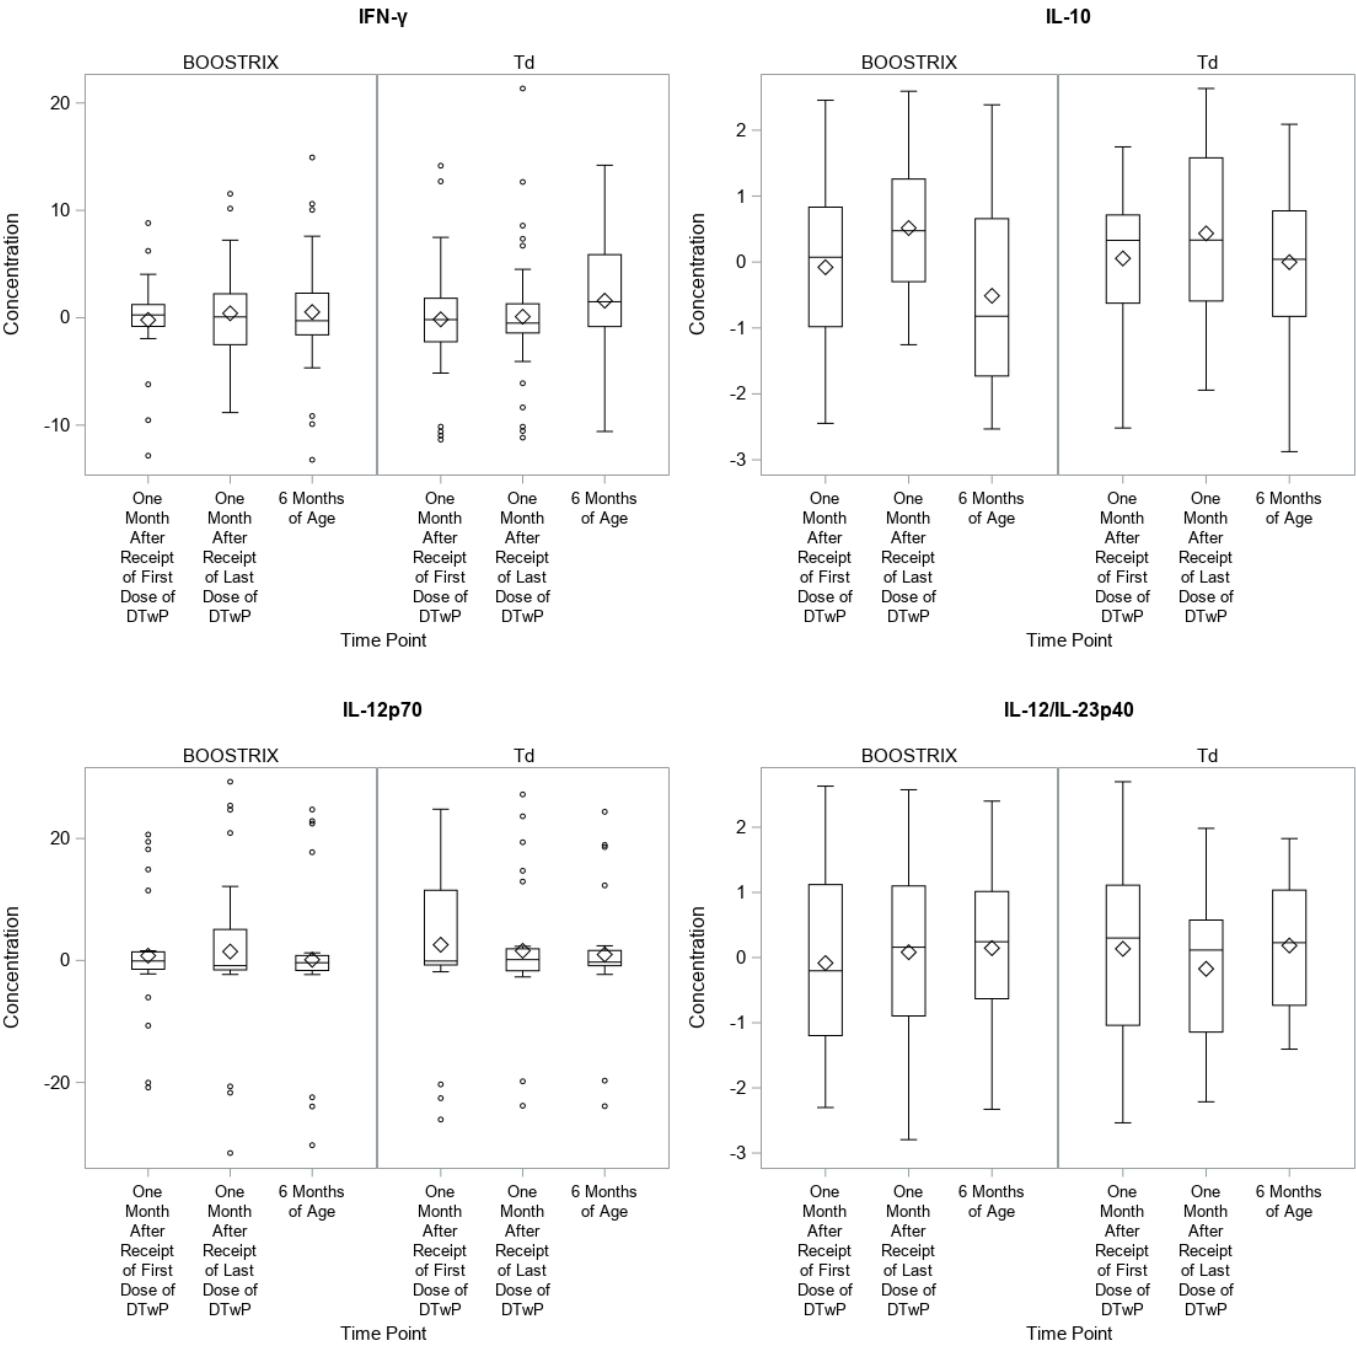 IFN-γ
BOOSTRIX
Td
Concentration
20
10
0
-10
One
Month
After
Receipt
of First
Dose of
DTwP
One
Month
After
Receipt
of Last
Dose of
DTwP
6 Months
of Age
One
Month
After
Receipt
of First
Dose of
DTwP
One
Month
After
Receipt
of Last
Dose of
DTwP
6 Months
of Age
Time Point
IL-10
BOOSTRIX
Td
Concentration
2
1
0
-1
-2
-3
One
Month
After
Receipt
of First
Dose of
DTwP
One
Month
After
Receipt
of Last
Dose of
DTwP
6 Months
of Age
One
Month
After
Receipt
of First
Dose of
DTwP
One
Month
After
Receipt
of Last
Dose of
DTwP
6 Months
of Age
Time Point
IL-12p70
BOOSTRIX
Td
Concentration
20
0
-20
One
Month
After
Receipt
of First
Dose of
DTwP
One
Month
After
Receipt
of Last
Dose of
DTwP
6 Months
of Age
One
Month
After
Receipt
of First
Dose of
DTwP
One
Month
After
Receipt
of Last
Dose of
DTwP
6 Months
of Age
Time Point
IL-12/IL-23p40
BOOSTRIX
Td
Concentration
2
1
0
-1
-2
-3
One
Month
After
Receipt
of First
Dose of
DTwP
One
Month
After
Receipt
of Last
Dose of
DTwP
6 Months
of Age
One
Month
After
Receipt
of First
Dose of
DTwP
One
Month
After
Receipt
of Last
Dose of
DTwP
6 Months
of Age
Time Point